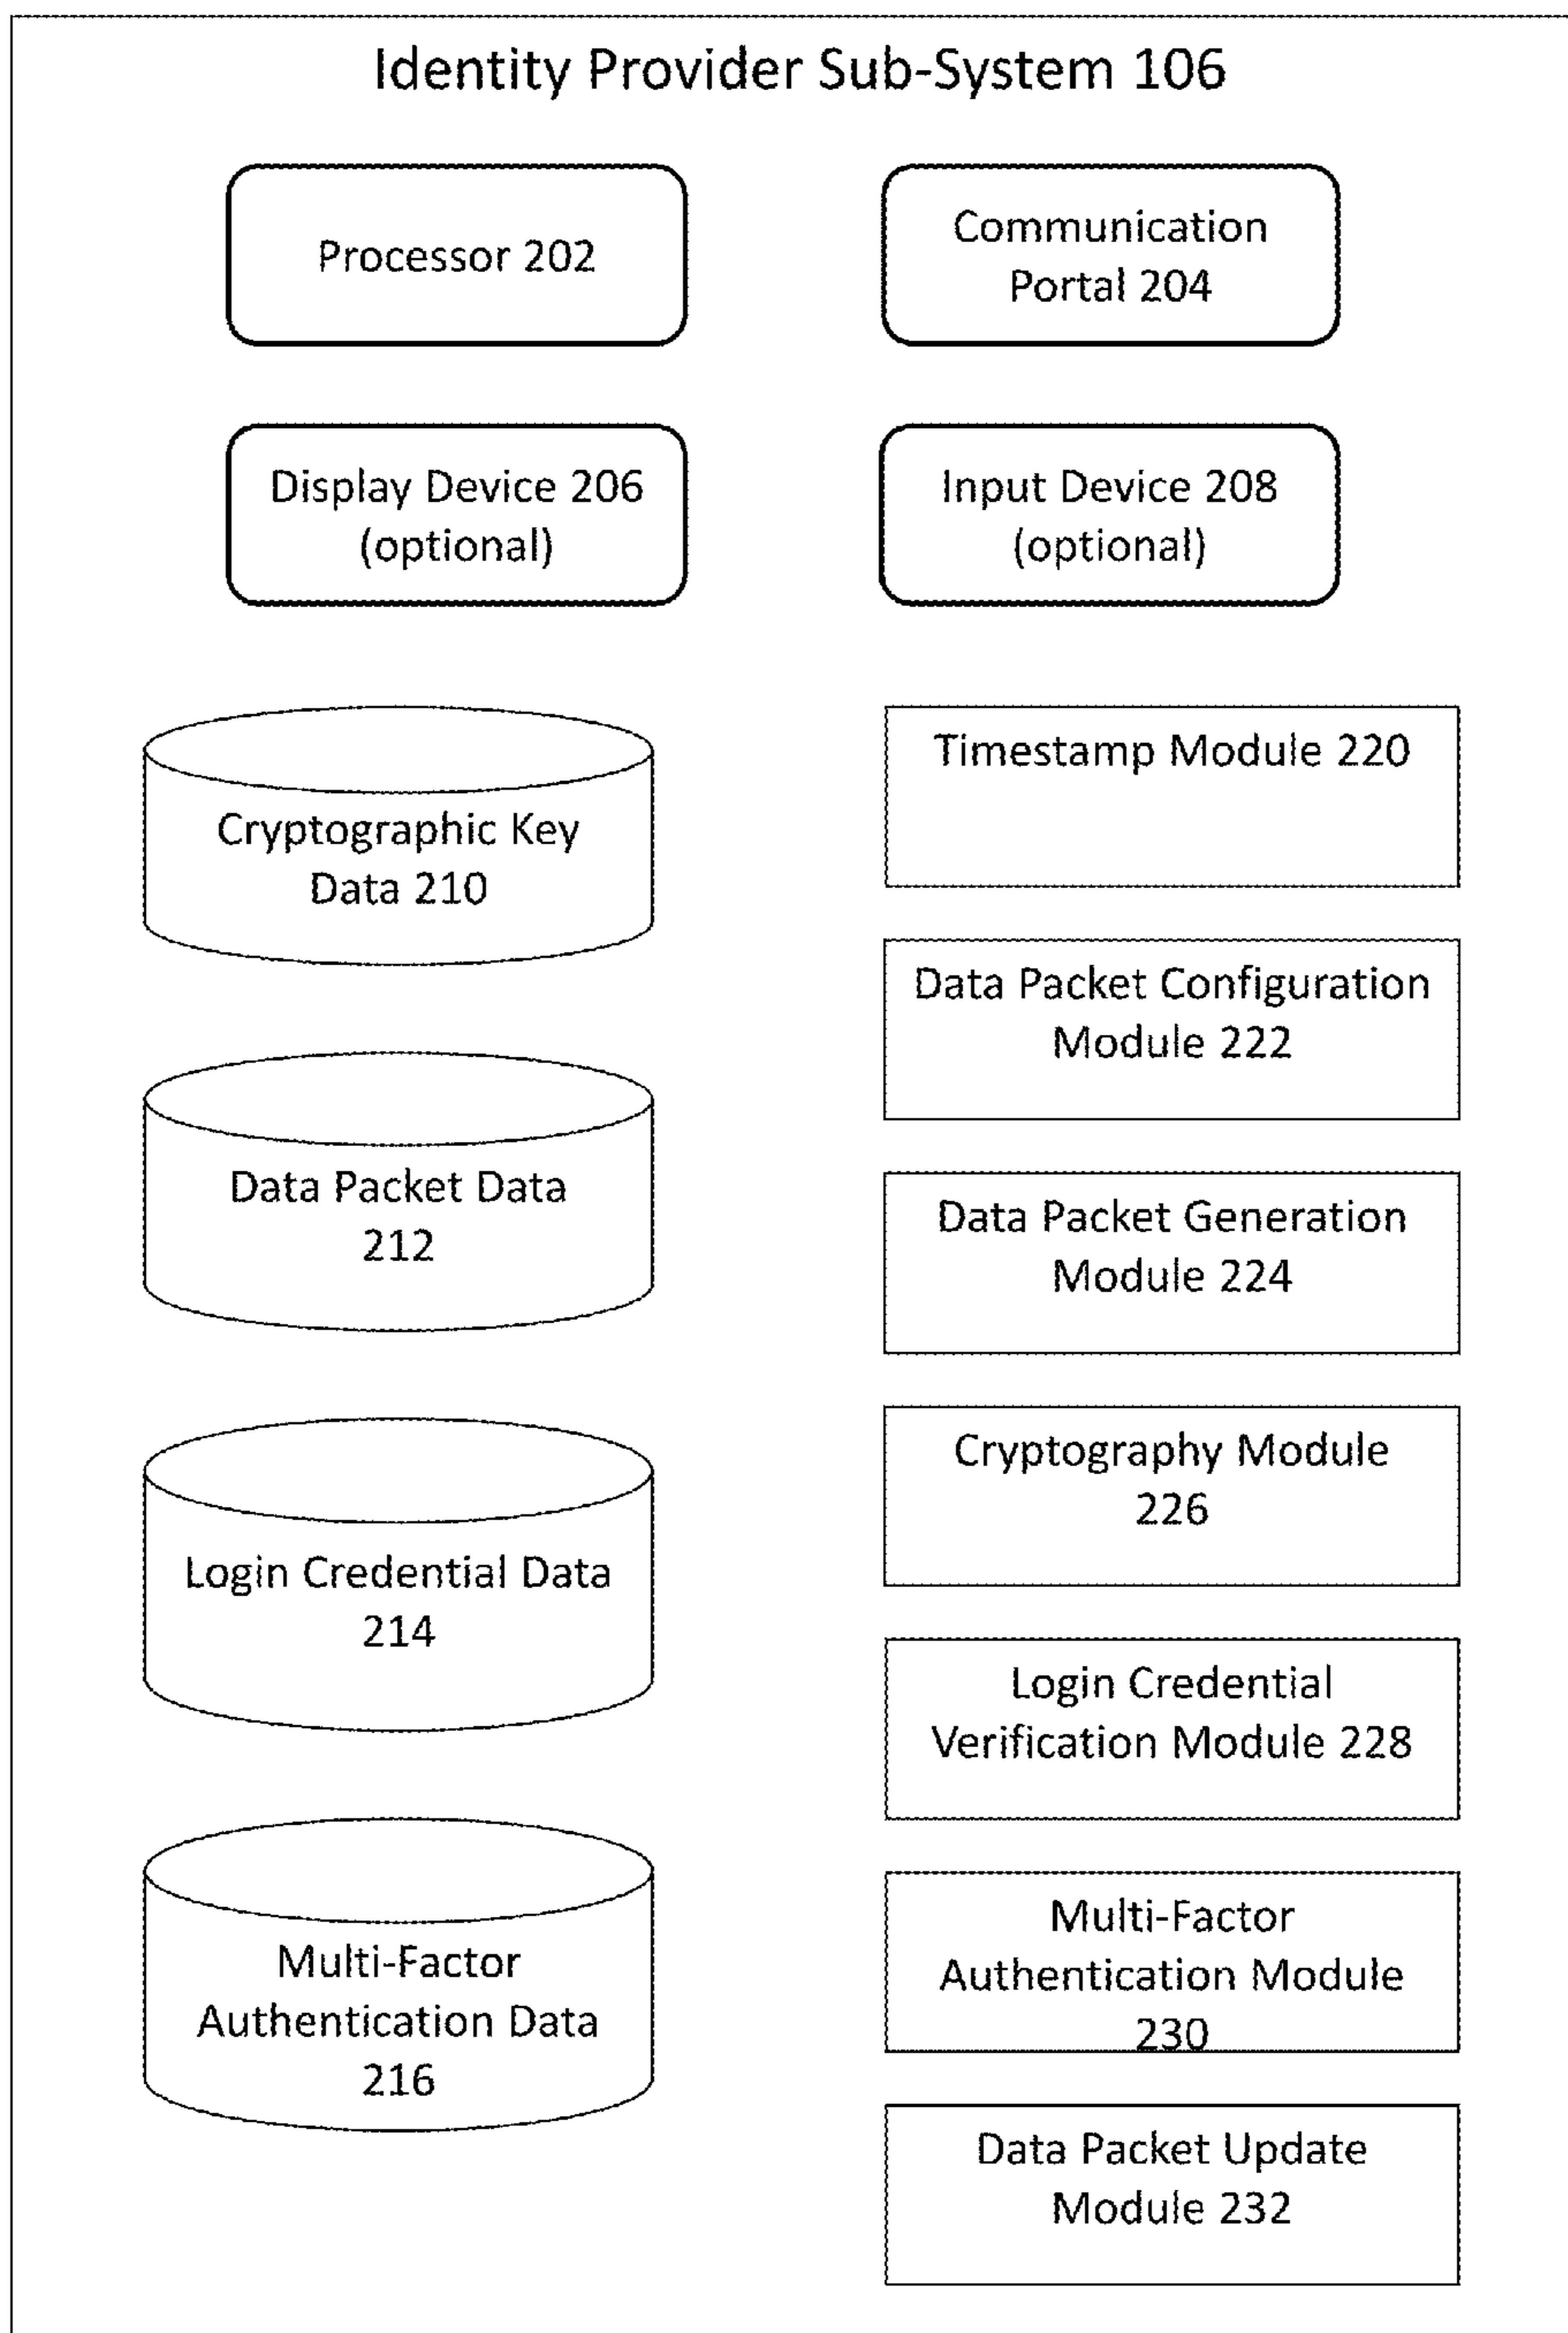 Identity Provider Sub-System 106
Processor 202
Communication
Portal 204
Display Device 206
(optional)
Input Device 208
(optional)
Cryptographic Key
Data 210
Data Packet Data
212
Login Credential Data
214
Multi-Factor
Authentication Data
216
Timestamp Module 220
Data Packet Configuration
Module 222
Data Packet Generation
Module 224
Cryptography Module
226
Login Credential
Verification Module 228
Multi-Factor
Authentication Module
230
Data Packet Update
Module 232